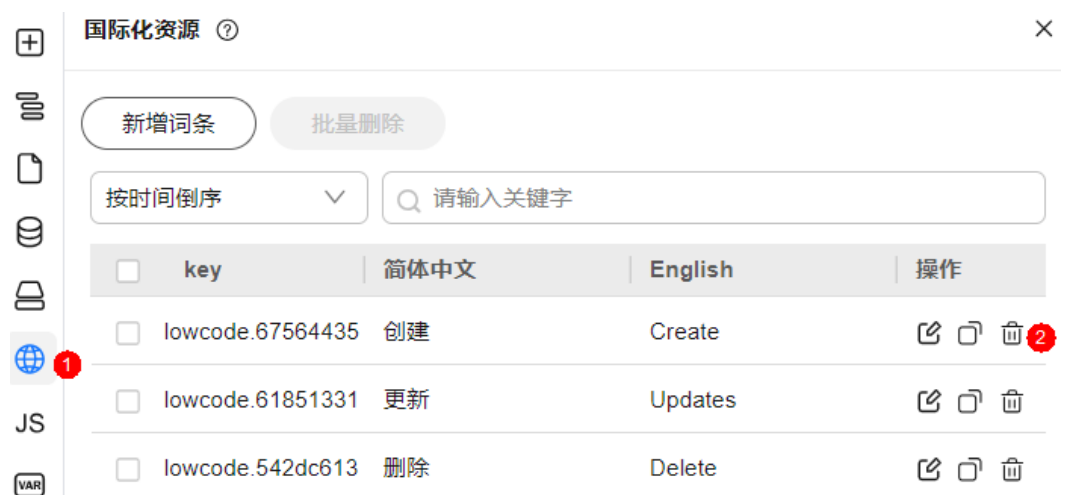 国际化资源 ?
新增词条 批量删除
按时间倒序 请输入关键字
key 简体中文 English 操作
lowcode.67564435 创建 Create 2
1
lowcode.61851331 更新 Updates
JS
lowcode.542dc613 删除 Delete
VAR